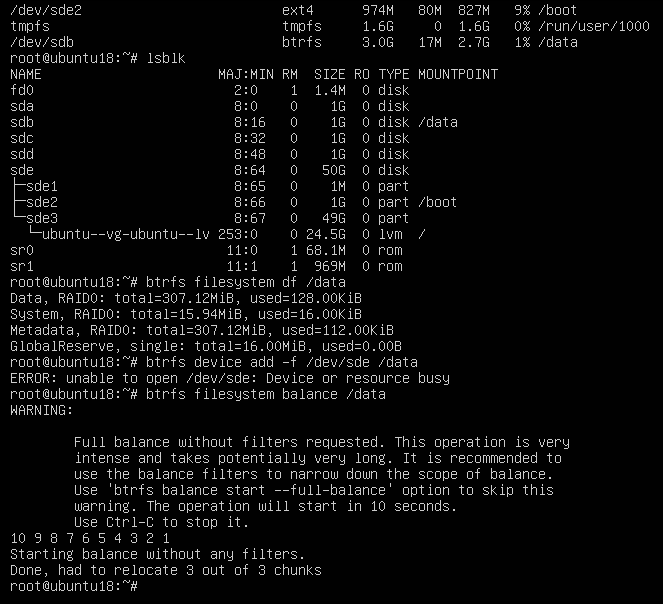 /dev/sde2 ext4 974M 80M 827M 9% /boot
tmpfs tmpfs 1.6G 0 1.6G 0% /run/user/1000
/dev/sdb btrfs 3.0G 17M 2.7G 1% /data
root@ubuntu18:~# lsblk
NAME MAJ:MIN RM SIZE RO TYPE MOUNTPOINT
fd0 2:0 1 1.4M 0 disk
sda 8:0 0 1G 0 disk
sdb 8:16 0 1G 0 disk /data
sdc 8:32 0 1G 0 disk
sdd 8:48 0 1G 0 disk
sde 8:64 0 50G 0 disk
├─sde1 8:65 0 1M 0 part
├─sde2 8:66 0 1G 0 part /boot
└─sde3 8:67 0 49G 0 part
└─ubuntu--vg-ubuntu--lv 253:0 0 24.5G 0 lvm /
sr0 11:0 1 68.1M 0 rom
sr1 11:1 1 969M 0 rom
root@ubuntu18:~# btrfs filesystem df /data
Data, RAID0: total=307.12MiB, used=128.00KiB
System, RAID0: total=15.94MiB, used=16.00KiB
Metadata, RAID0: total=307.12MiB, used=112.00KiB
GlobalReserve, single: total=16.00MiB, used=0.00B
root@ubuntu18:~# btrfs device add -f /dev/sde /data
ERROR: unable to open /dev/sde: Device or resource busy
root@ubuntu18:~# btrfs filesystem balance /data
WARNING:
Full balance without filters requested. This operation is very
intense and takes potentially very long. It is recommended to
use the balance filters to narrow down the scope of balance.
Use 'btrfs balance start --full-balance' option to skip this
warning. The operation will start in 10 seconds.
Use Ctrl-C to stop it.
10 9 8 7 6 5 4 3 2 1
Starting balance without any filters.
Done, had to relocate 3 out of 3 chunks
root@ubuntu18:~#